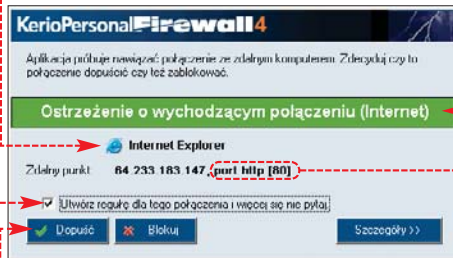 KerioPersonalFirewall4
Aplikacja próbuje nawiązać połączenie ze zdalnym komputerem. Zdecyduj czy to
połączenie dopuścić czy też zablokować.
Ostrzeżenie o wychodzącym połączeniu (Internet)
Internet Explorer
Zdalny punkt 64.233.183.147, port http [80]
Utwórz regułę dla tego połączenia i więcej się nie pytaj
Dopuść Blokuj Szczegóły >>